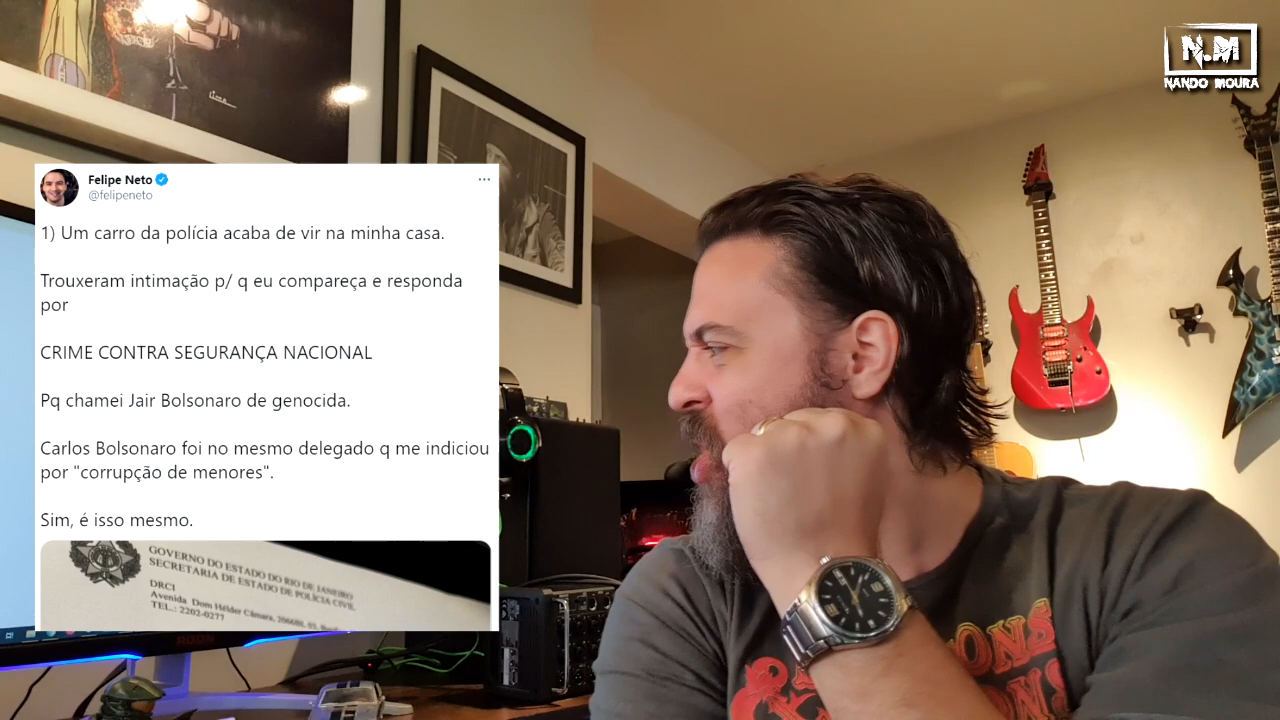 N.M
NANDO MOURA
Felipe Neto
@felipeneto
1) Um carro da polícia acaba de vir na minha casa.
Trouxeram intimação p/ q eu compareça e responda
por
CRIME CONTRA SEGURANÇA NACIONAL
Pq chamei Jair Bolsonaro de genocida.
Carlos Bolsonaro foi no mesmo delegado q me indiciou
por "corrupção de menores".
Sim, é isso mesmo.
GOVERNO DO ESTADO DO RIO DE JANEIRO
SECRETARIA DE ESTADO DE POLÍCIA CIVIL
DRCI
Avenida Dom Hélder Câmara,
TEL.: 2202-0277